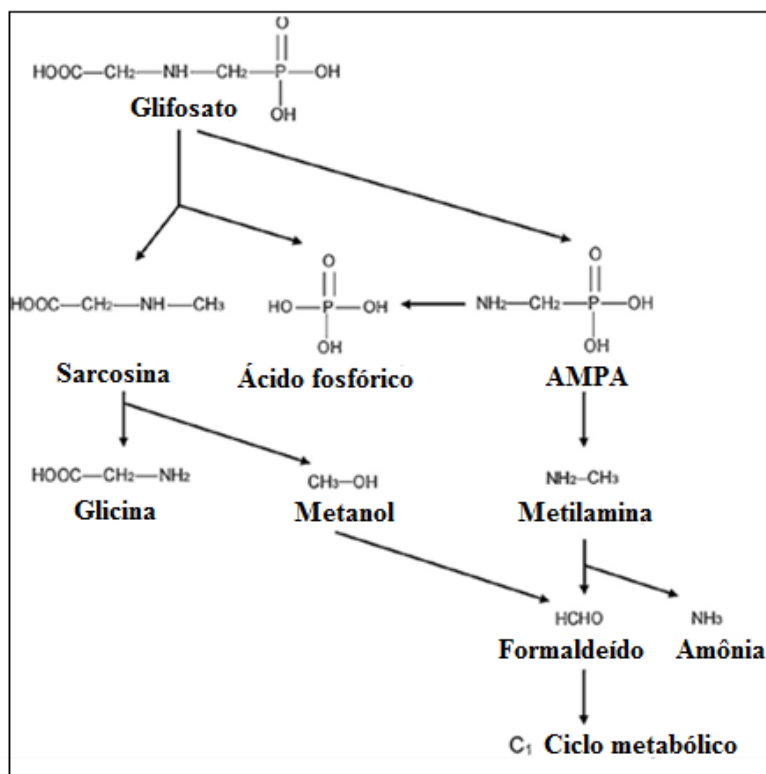 O
HOOC—CH₂—NH—CH₂—P—OH
OH
Glifosato
O
HO—P—OH
OH
O
NH₂—CH₂—P—OH
OH
HOOC—CH₂—NH—CH₃
Sarcosina
Ácido fosfórico
AMPA
HOOC—CH₂—NH₂
CH₃—OH
NH₂-CH₃
Glicina
Metanol
Metilamina
HCHO
NH₃
Formaldeído
Amônia
C₁ Ciclo metabólico